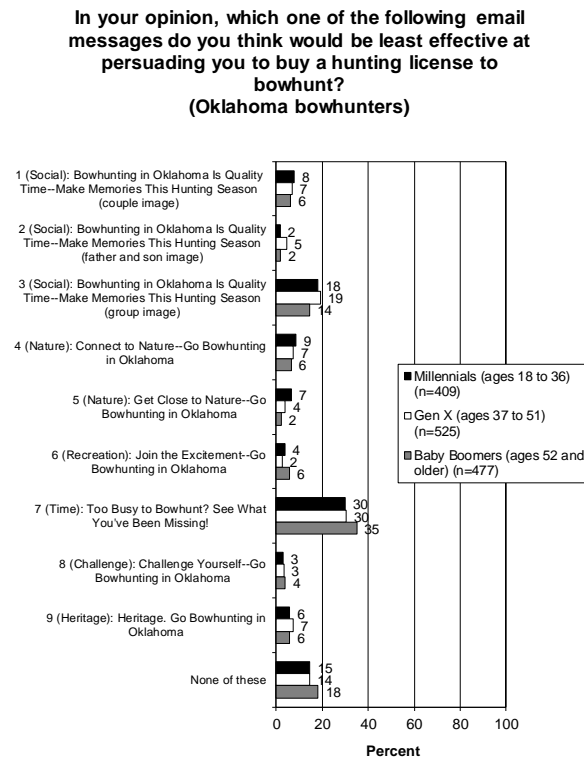 In your opinion, which one of the following email
messages do you think would be least effective at
persuading you to buy a hunting license to
bowhunt?
(Oklahoma bowhunters)
1 (Social): Bowhunting in Oklahoma Is Quality
Time--Make Memories This Hunting Season
(couple image)
8
7
6
2 (Social): Bowhunting in Oklahoma Is Quality
Time--Make Memories This Hunting Season
(father and son image)
2
5
2
3 (Social): Bowhunting in Oklahoma Is Quality
Time--Make Memories This Hunting Season
(group image)
18
19
14
4 (Nature): Connect to Nature--Go Bowhunting
in Oklahoma
9
7
6
5 (Nature): Get Close to Nature--Go
Bowhunting in Oklahoma
7
4
2
6 (Recreation): Join the Excitement--Go
Bowhunting in Oklahoma
4
2
6
7 (Time): Too Busy to Bowhunt? See What
You've Been Missing!
30
30
35
8 (Challenge): Challenge Yourself--Go
Bowhunting in Oklahoma
3
3
4
9 (Heritage): Heritage. Go Bowhunting in
Oklahoma
6
7
6
None of these
15
14
18
Millennials (ages 18 to 36)
(n=409)
Gen X (ages 37 to 51)
(n=525)
Baby Boomers (ages 52 and
older) (n=477)
0 20 40 60 80 100
Percent